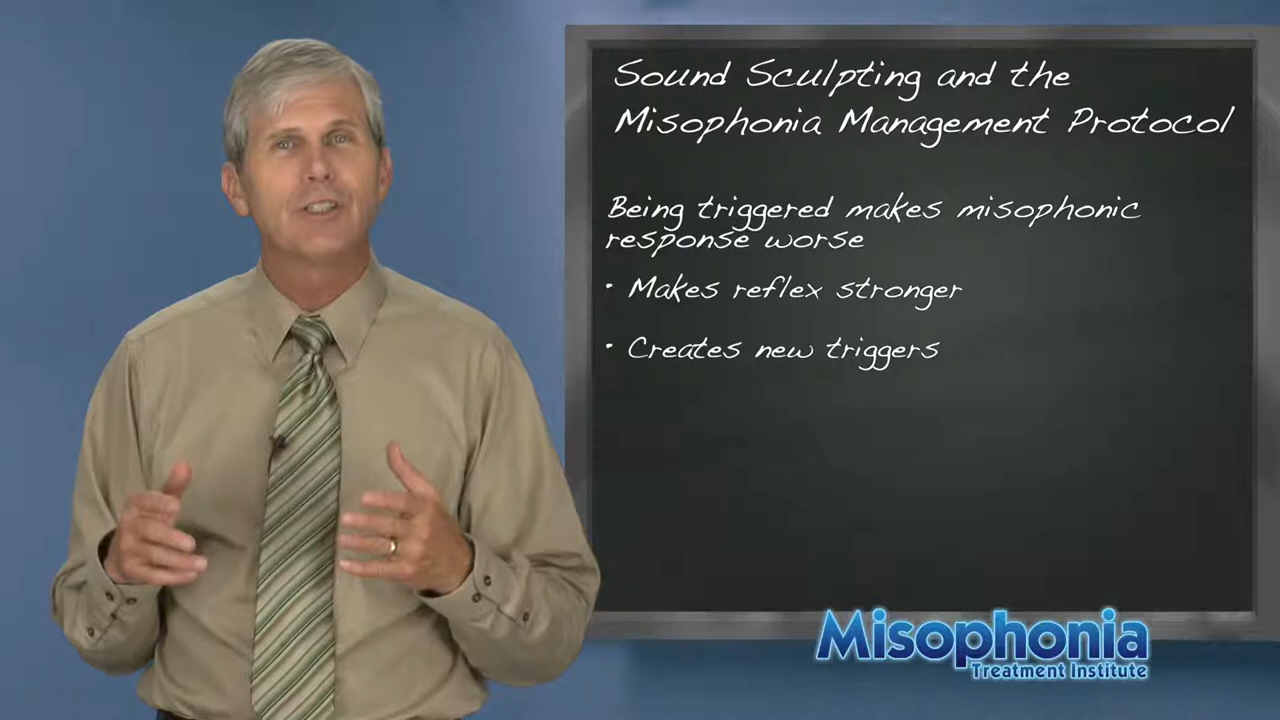 Sound Sculpting and the
Misophonia Management Protocol
Being triggered makes misophonic
response worse
• Makes reflex stronger
• Creates new triggers
Misophonia
Treatment Institute